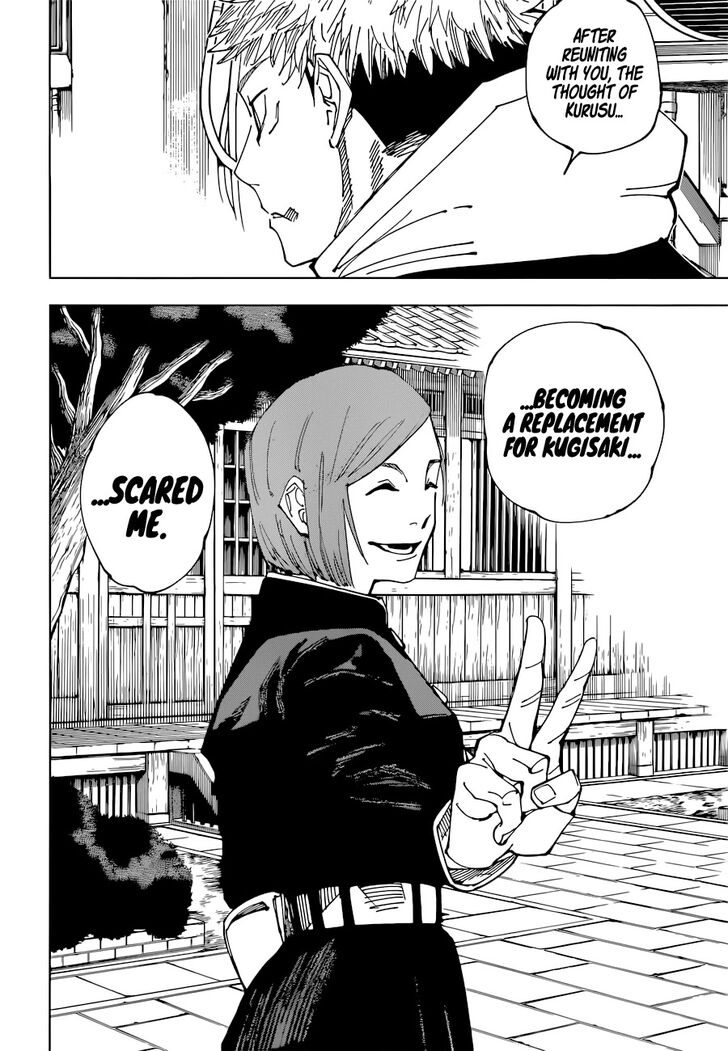 AFTER
REUNITING
WITH YOU, THE
THOUGHT OF
KURUSU...
...BECOMING
A REPLACEMENT
FOR KUGISAKI...
...SCARED
ME.